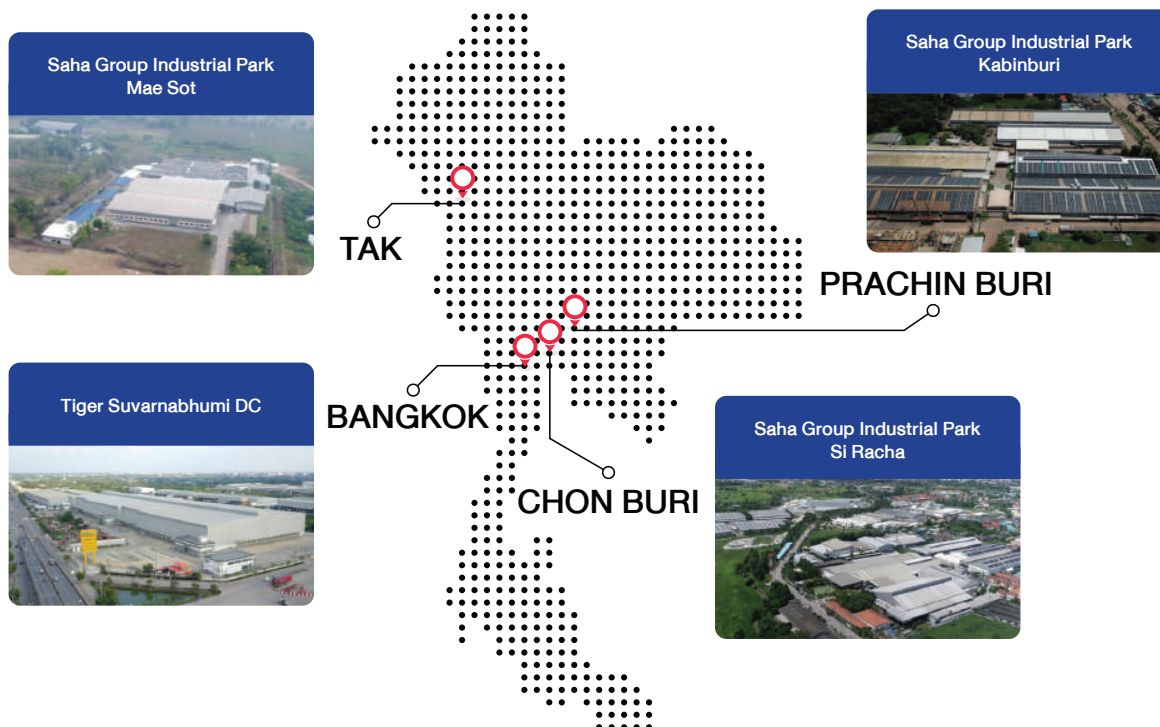 Saha Group Industrial Park
Mae Sot
Saha Group Industrial Park
Kabinburi
TAK
PRACHIN BURI
Tiger Suvarnabhumi DC
BANGKOK
Saha Group Industrial Park
Si Racha
CHON BURI